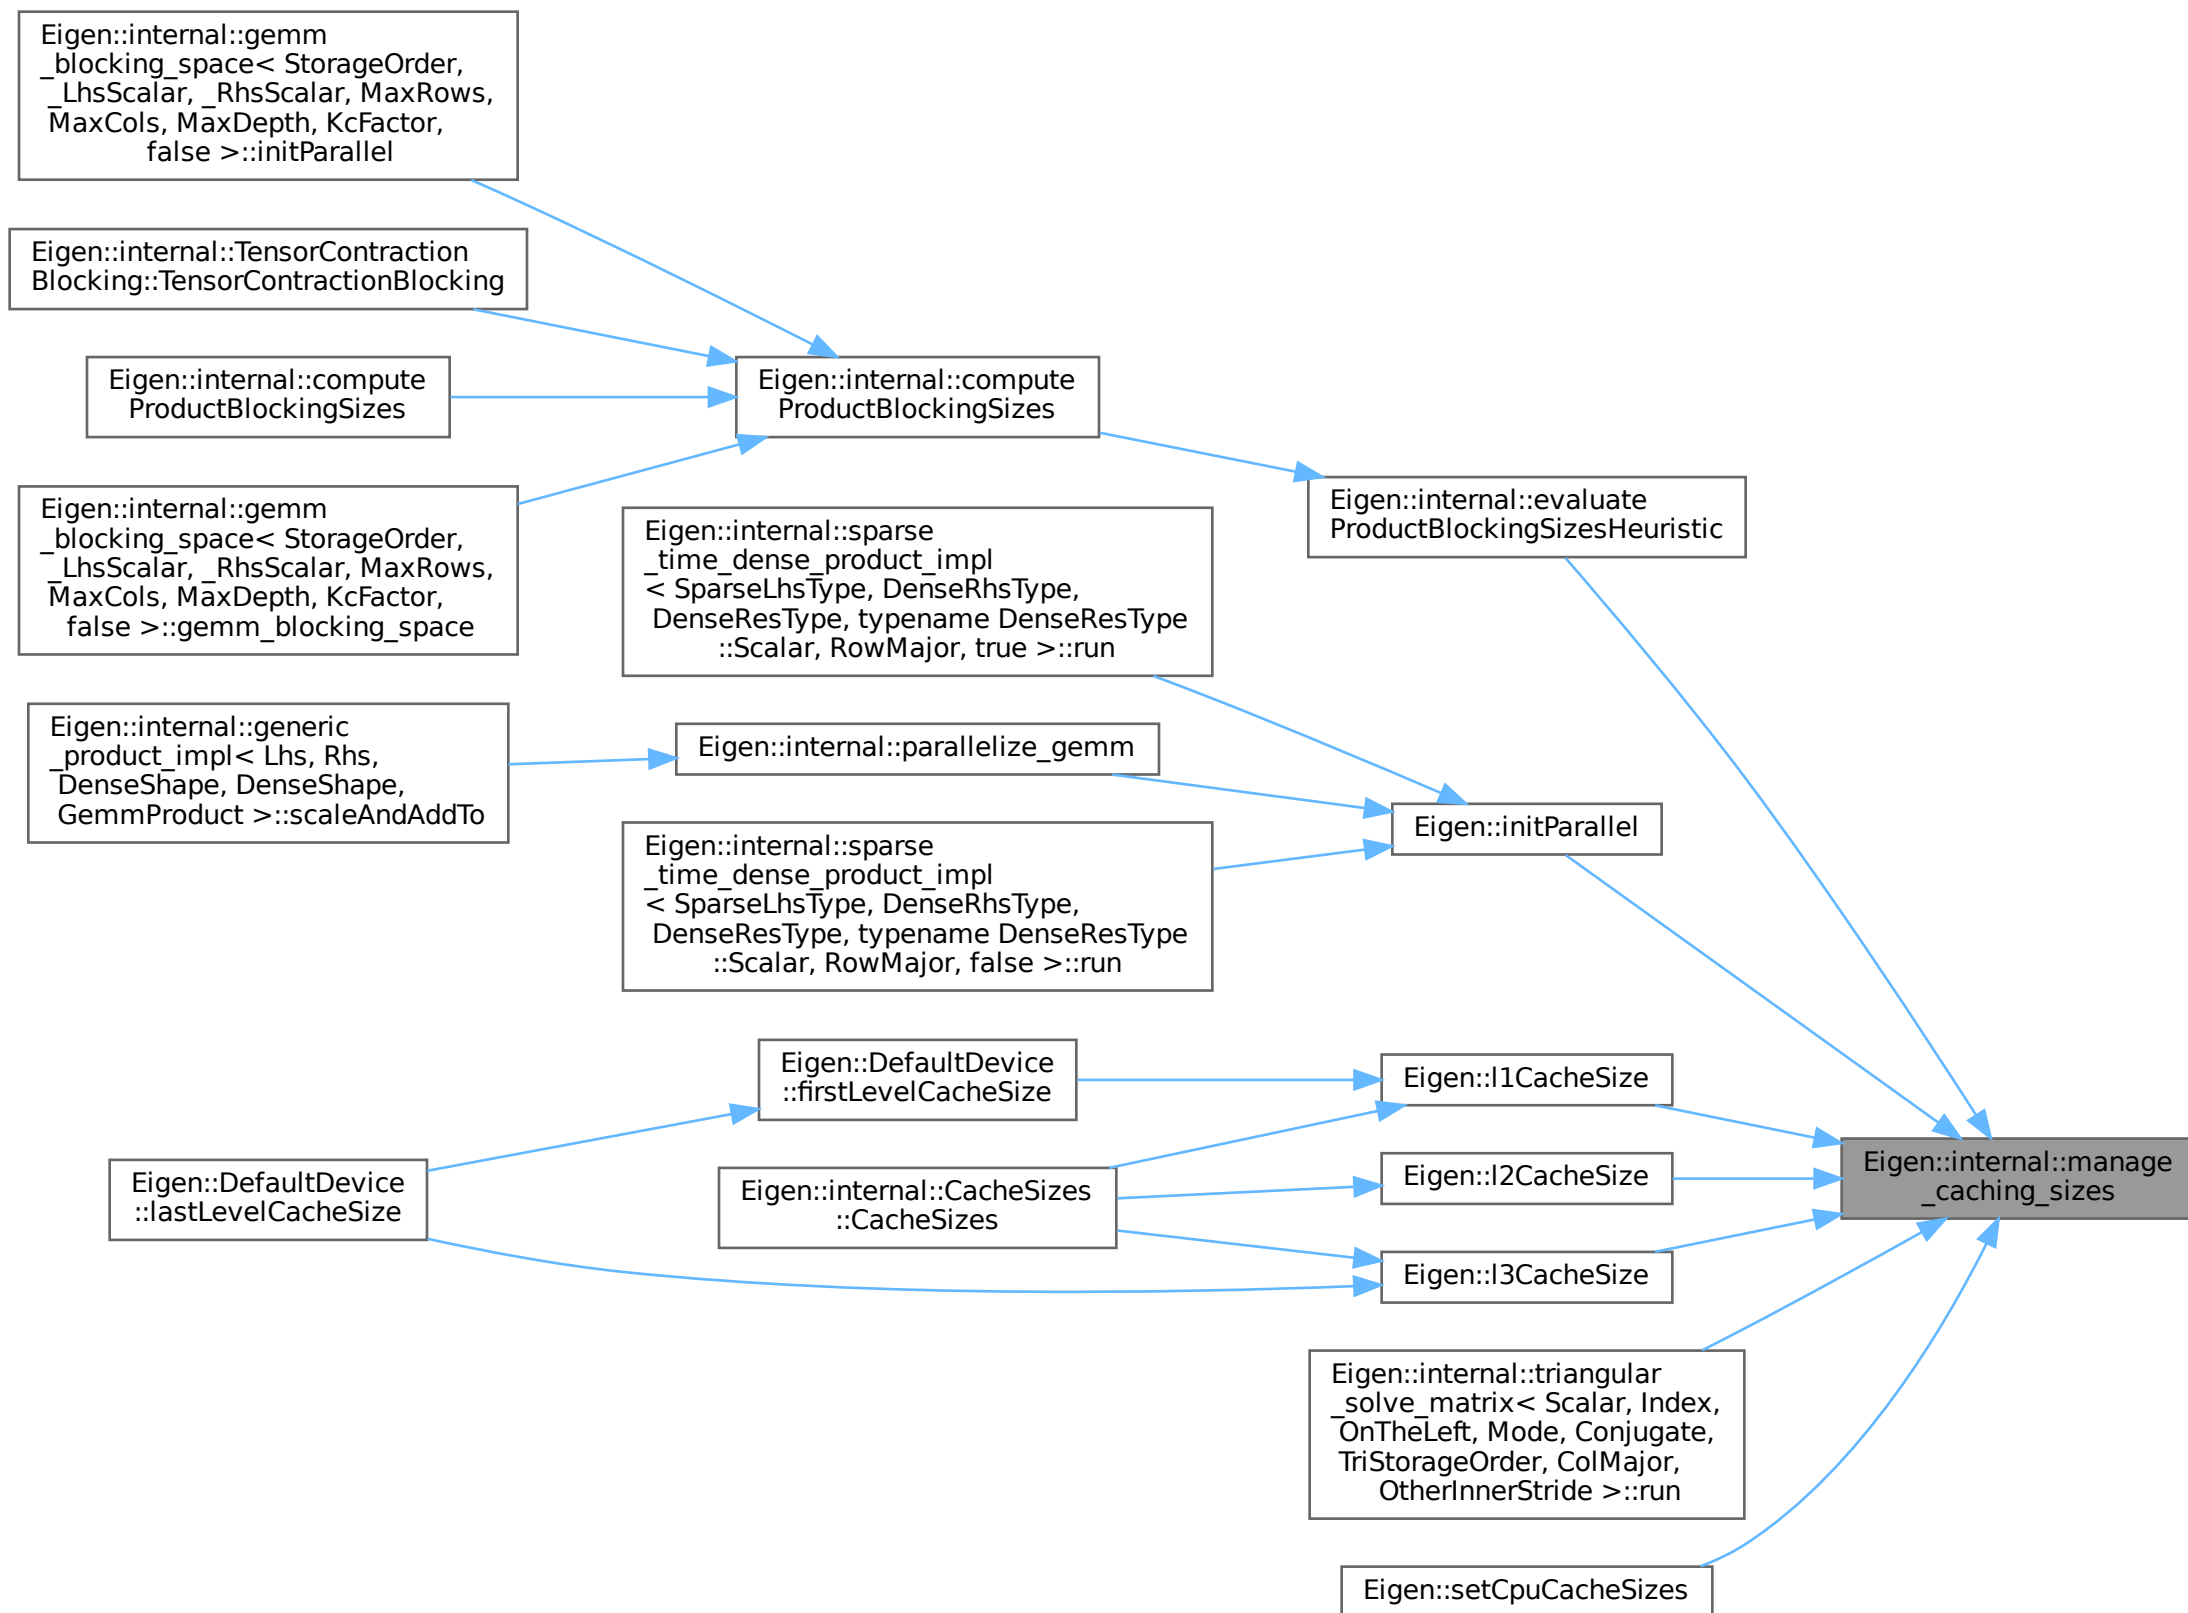 Eigen::internal::gemm
_blocking_space< StorageOrder,
_LhsScalar, _RhsScalar, MaxRows,
MaxCols, MaxDepth, KcFactor,
false >::initParallel
Eigen::internal::TensorContraction
Blocking::TensorContractionBlocking
Eigen::internal::compute
ProductBlockingSizes
Eigen::internal::gemm
_blocking_space< StorageOrder,
_LhsScalar, _RhsScalar, MaxRows,
MaxCols, MaxDepth, KcFactor,
false >::gemm_blocking_space
Eigen::internal::generic
_product_impl< Lhs, Rhs,
DenseShape, DenseShape,
GemmProduct >::scaleAndAddTo
Eigen::DefaultDevice
::lastLevelCacheSize
Eigen::internal::compute
ProductBlockingSizes
Eigen::internal::sparse
_time_dense_product_impl
< SparseLhsType, DenseRhsType,
DenseResType, typename DenseResType
::Scalar, RowMajor, true >::run
Eigen::internal::parallelize_gemm
Eigen::internal::sparse
_time_dense_product_impl
< SparseLhsType, DenseRhsType,
DenseResType, typename DenseResType
::Scalar, RowMajor, false >::run
Eigen::DefaultDevice
::firstLevelCacheSize
Eigen::internal::CacheSizes
::CacheSizes
Eigen::internal::evaluate
ProductBlockingSizesHeuristic
Eigen::initParallel
Eigen::l1CacheSize
Eigen::l2CacheSize
Eigen::l3CacheSize
Eigen::internal::triangular
_solve_matrix< Scalar, Index,
OnTheLeft, Mode, Conjugate,
TriStorageOrder, ColMajor,
OtherInnerStride >::run
Eigen::setCpuCacheSizes
Eigen::internal::manage
_caching_sizes